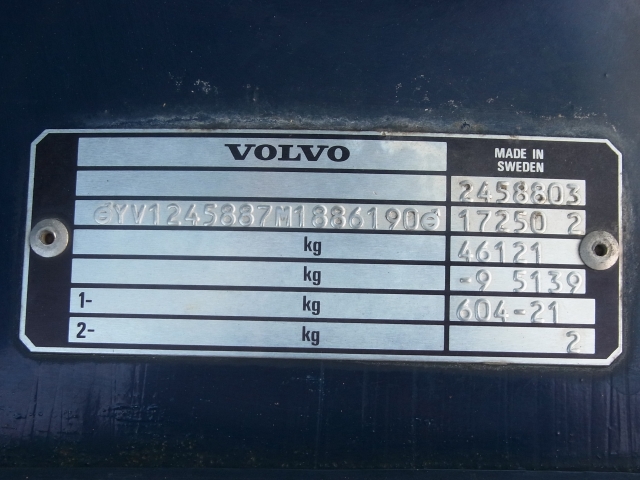 VOLVO MADE IN
SWEDEN
2458803
YV1245887M1886190 17250 2
kg 46121
kg -9 5139
1- kg 604-21
2- kg 2